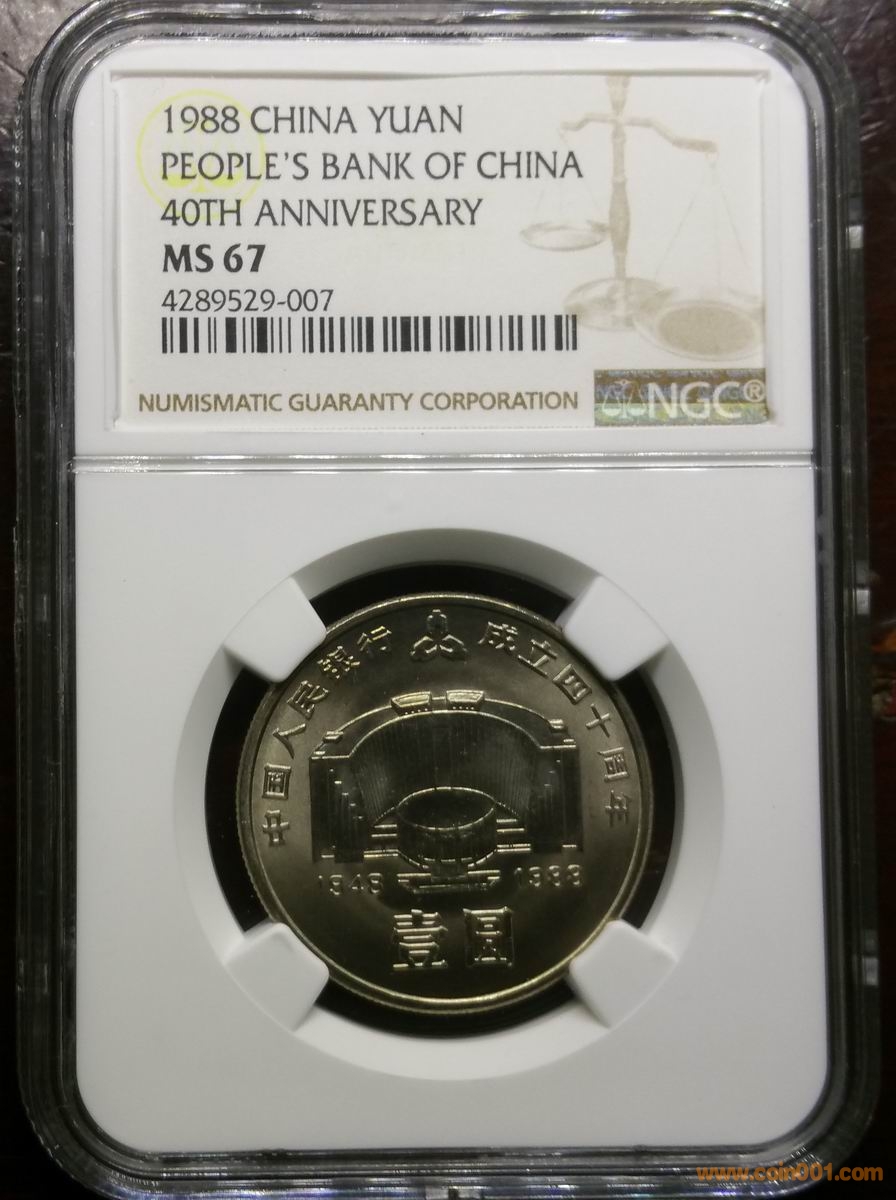 1988 CHINA YUAN
PEOPLE'S BANK OF CHINA
40TH ANNIVERSARY
MS 67
4289529-007
NUMISMATIC GUARANTY CORPORATION
NGC®
中国人民银行 成立四十周年
1948 1988
壹圆
www.coin001.com